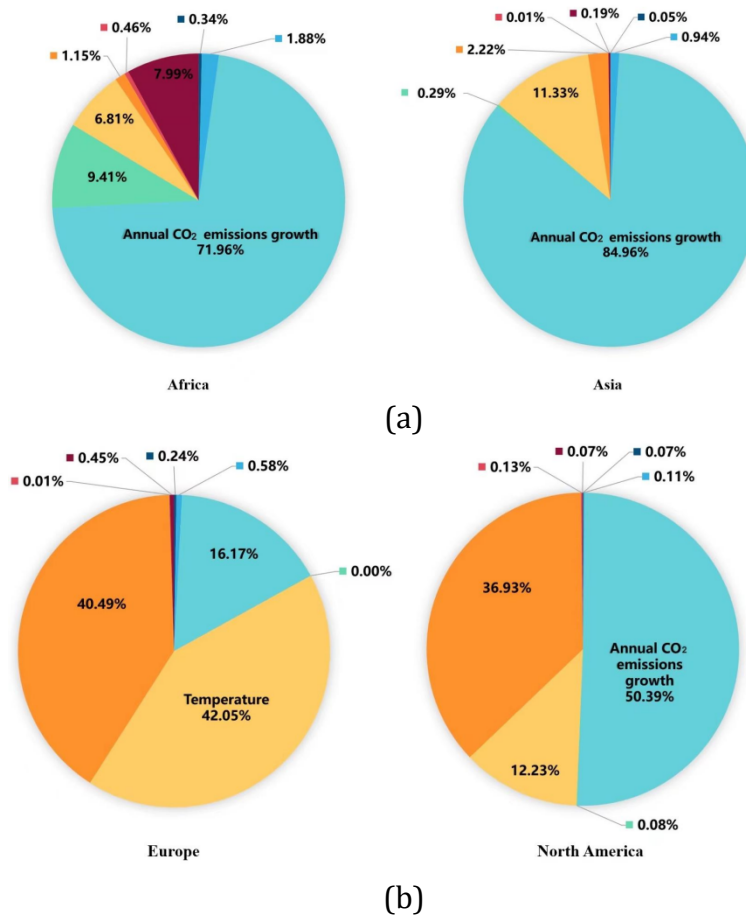 0.46%
0.34%
1.15%
1.88%
7.99%
6.81%
9.41%
Annual CO₂ emissions growth
71.96%
Africa
0.01%
0.19%
0.05%
2.22%
0.94%
0.29%
11.33%
Annual CO₂ emissions growth
84.96%
Asia
(a)
0.45%
0.24%
0.01%
0.58%
16.17%
0.00%
40.49%
Temperature
42.05%
Europe
0.07%
0.07%
0.13%
0.11%
36.93%
Annual CO₂
emissions
growth
50.39%
12.23%
0.08%
North America
(b)